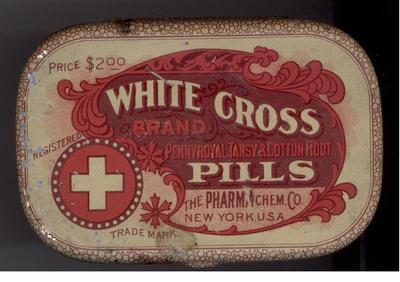 PRICE $2.00
WHITE CROSS
BRAND
PENNYROYAL TANSY & COTTON ROOT
PILLS
THE PHARM. CHEM. CO.
NEW YORK, U.S.A
REGISTERED
TRADE MARK